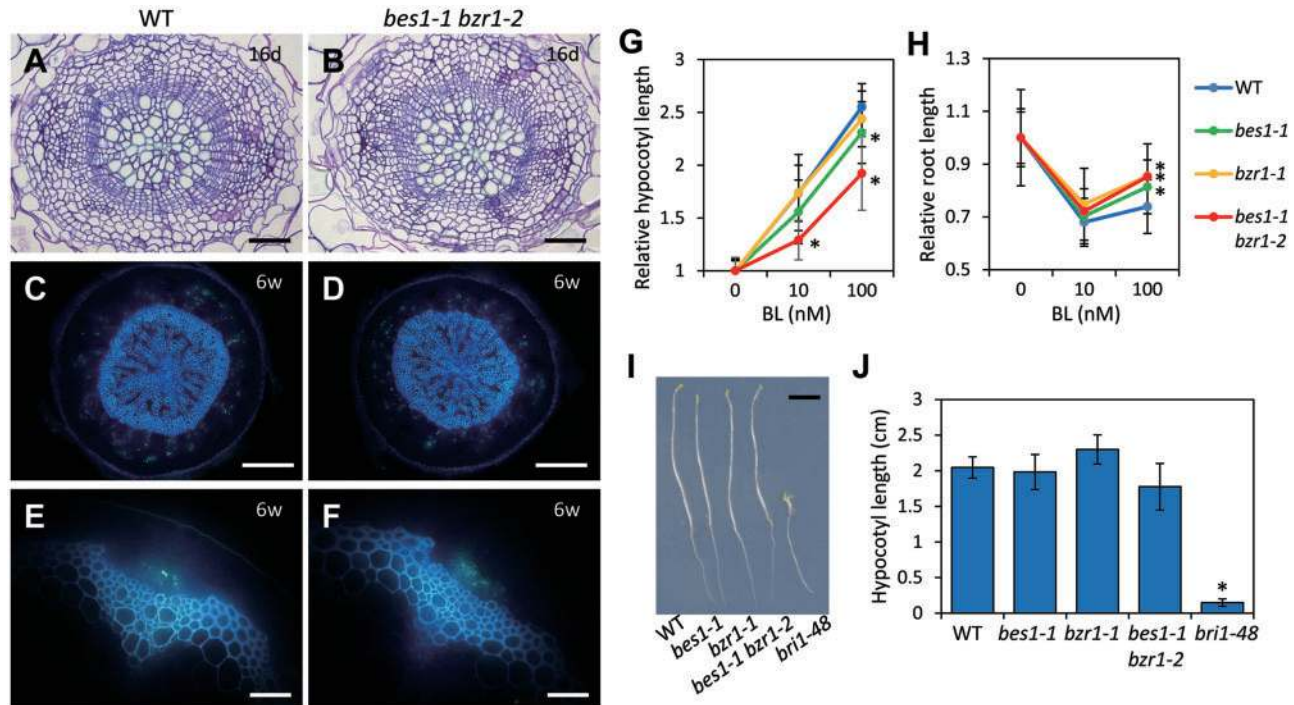 WT
bes1-1 bzr1-2
A
16d
B
16d
C
6w
D
6w
E
6w
F
6w
G
Relative hypocotyl length
3
2.5
2
1.5
1
*
*
*
0
10
100
BL (nM)
H
Relative root length
1.3
1.1
0.9
0.7
0.5
*
*
*
0
10
100
BL (nM)
WT
bes1-1
bzr1-1
bes1-1
bzr1-2
I
WT
bes1-1
bzr1-1
bes1-1 bzr1-2
bri1-48
J
Hypocotyl length (cm)
3
2.5
2
1.5
1
0.5
0
*
WT
bes1-1
bzr1-1
bes1-1
bzr1-2
bri1-48